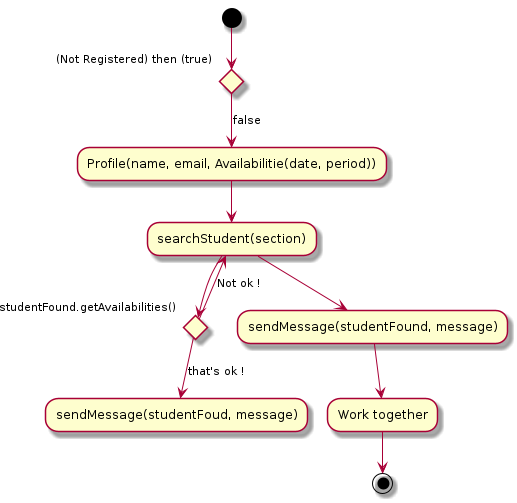 (Not Registered) then (true)
false
Profile(name, email, Availabilitie(date, period))
searchStudent(section)
Not ok !
studentFound.getAvailabilities()
sendMessage(studentFound, message)
that's ok !
sendMessage(studentFoud, message)
Work together